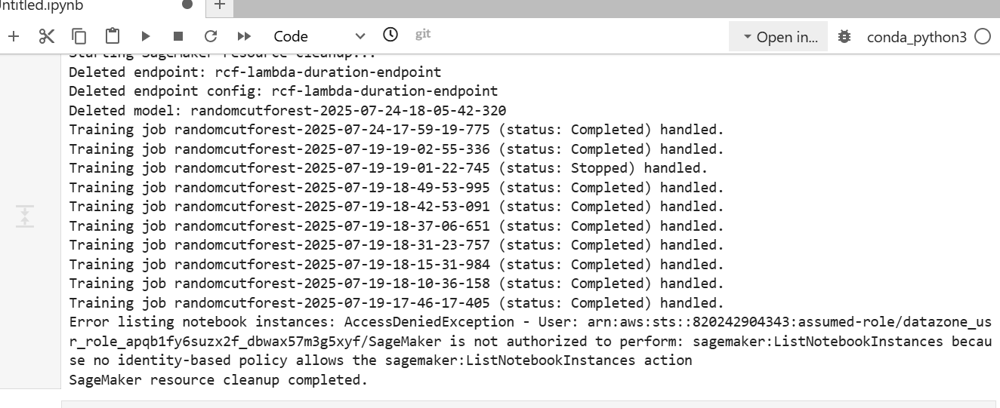 ntitled.ipynb
Code
git
Open in...
conda_python3
Starting SageMaker resource cleanup...
Deleted endpoint: rcf-lambda-duration-endpoint
Deleted endpoint config: rcf-lambda-duration-endpoint
Deleted model: randomcutforest-2025-07-24-18-05-42-320
Training job randomcutforest-2025-07-24-17-59-19-775 (status: Completed) handled.
Training job randomcutforest-2025-07-19-19-02-55-336 (status: Completed) handled.
Training job randomcutforest-2025-07-19-19-01-22-745 (status: Stopped) handled.
Training job randomcutforest-2025-07-19-18-49-53-995 (status: Completed) handled.
Training job randomcutforest-2025-07-19-18-42-53-091 (status: Completed) handled.
Training job randomcutforest-2025-07-19-18-37-06-651 (status: Completed) handled.
Training job randomcutforest-2025-07-19-18-31-23-757 (status: Completed) handled.
Training job randomcutforest-2025-07-19-18-15-31-984 (status: Completed) handled.
Training job randomcutforest-2025-07-19-18-10-36-158 (status: Completed) handled.
Training job randomcutforest-2025-07-19-17-46-17-405 (status: Completed) handled.
Error listing notebook instances: AccessDeniedException - User: arn:aws:sts::820242904343:assumed-role/datazone_us
r_role_apqb1fy6suzx2f_dbwax57m3g5xyf/SageMaker is not authorized to perform: sagemaker:ListNotebookInstances becau
se no identity-based policy allows the sagemaker:ListNotebookInstances action
SageMaker resource cleanup completed.